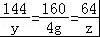 144/y = 160/4g = 64/z